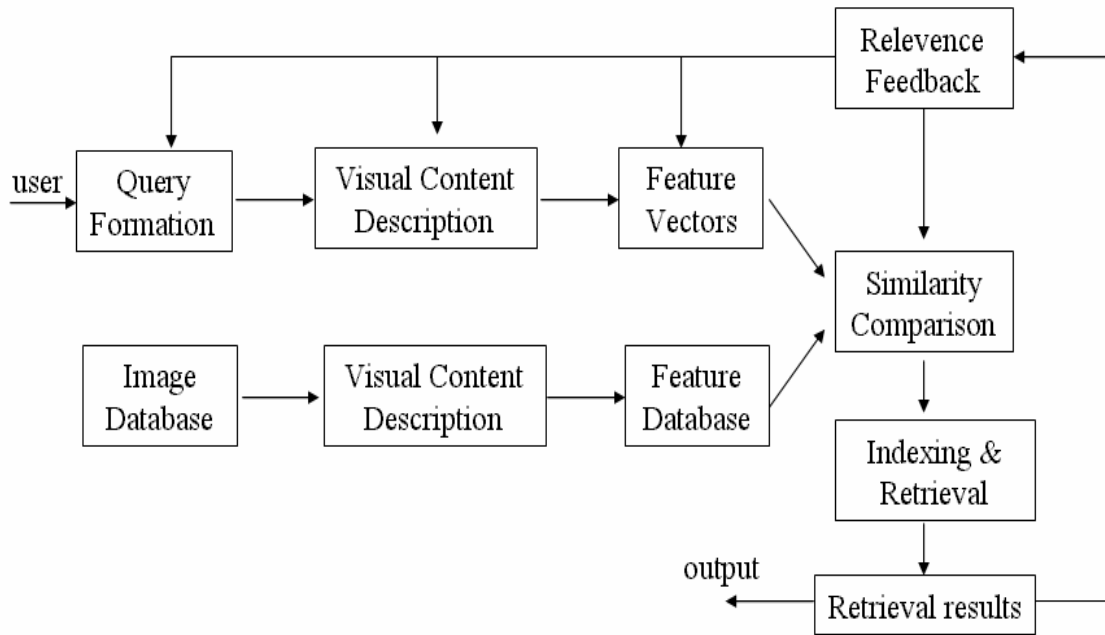 Relevence
Feedback
user
Query
Formation
Visual Content
Description
Feature
Vectors
Similarity
Comparison
Image
Database
Visual Content
Description
Feature
Database
Indexing &
Retrieval
output
Retrieval results